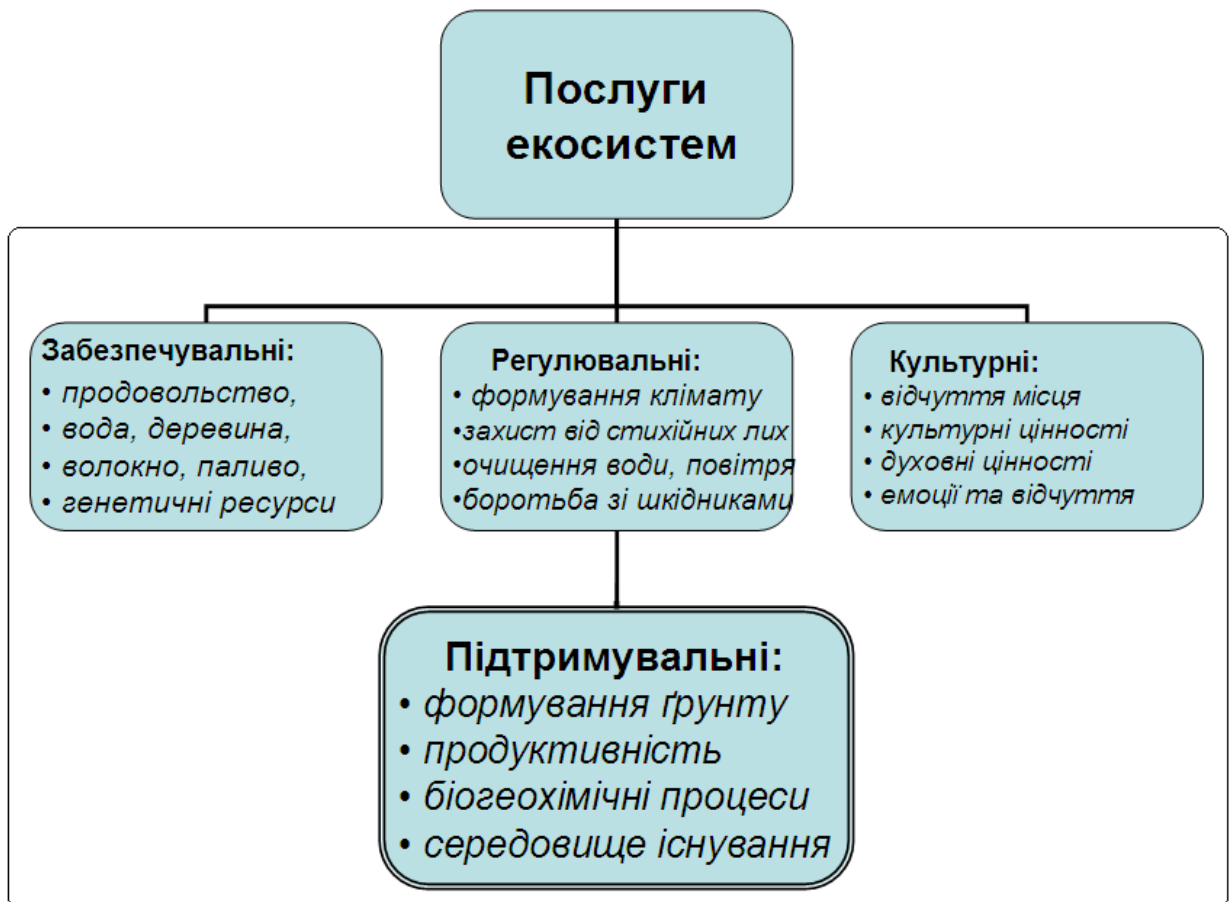 Послуги
екосистем
Забезпечувальні:
• продовольство,
• вода, деревина,
• волокно, паливо,
• генетичні ресурси
Регулювальні:
• формування клімату
•захист від стихійних лих
•очищення води, повітря
•боротьба зі шкідниками
Культурні:
• відчуття місця
• культурні цінності
• духовні цінності
• емоції та відчуття
Підтримувальні:
• формування ґрунту
• продуктивність
• біогеохімічні процеси
• середовище існування